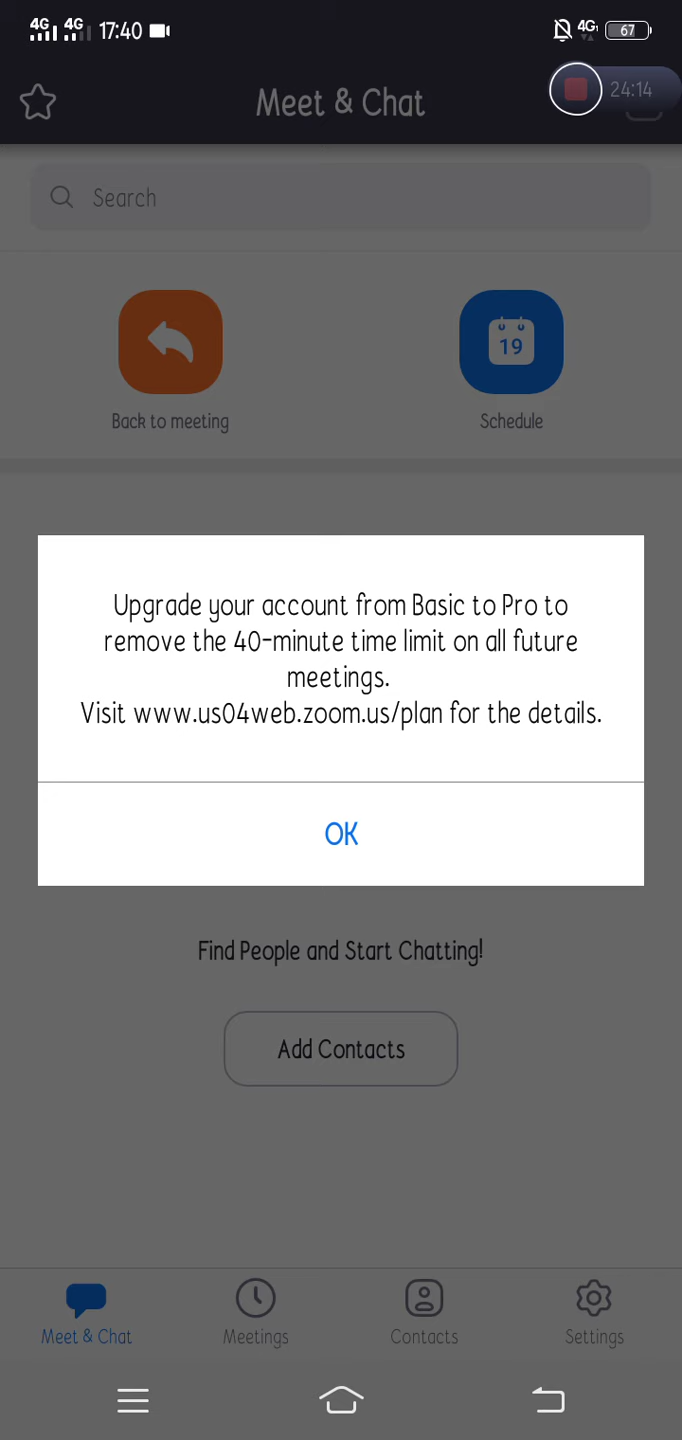 4G 4G 17:40 4G 67
Meet & Chat
24:14
Search
19
Back to meeting
Schedule
Upgrade your account from Basic to Pro to
remove the 40-minute time limit on all future
meetings.
Visit www.us04web.zoom.us/plan for the details.
OK
Find People and Start Chatting!
Add Contacts
Meet & Chat
Meetings
Contacts
Settings